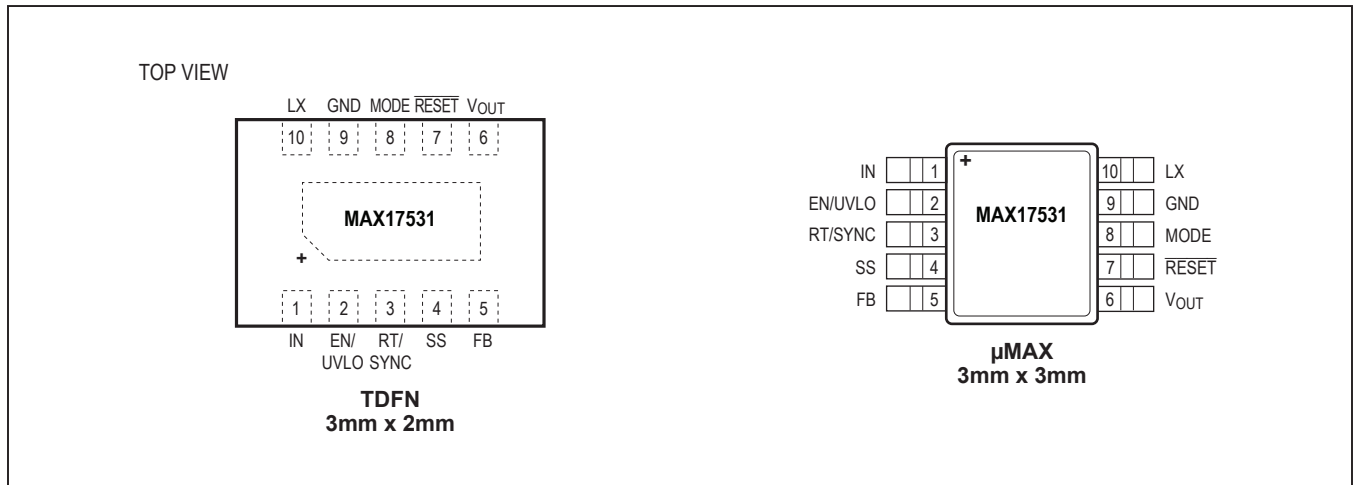 TOP VIEW
LX GND MODE RESET VOUT
10 9 8 7 6
MAX17531
+
1 2 3 4 5
IN EN/UVLO RT/SYNC SS FB
TDFN
3mm x 2mm
+
IN 1 10 LX
EN/UVLO 2 MAX17531 9 GND
RT/SYNC 3 8 MODE
SS 4 7 RESET
FB 5 6 VOUT
µMAX
3mm x 3mm